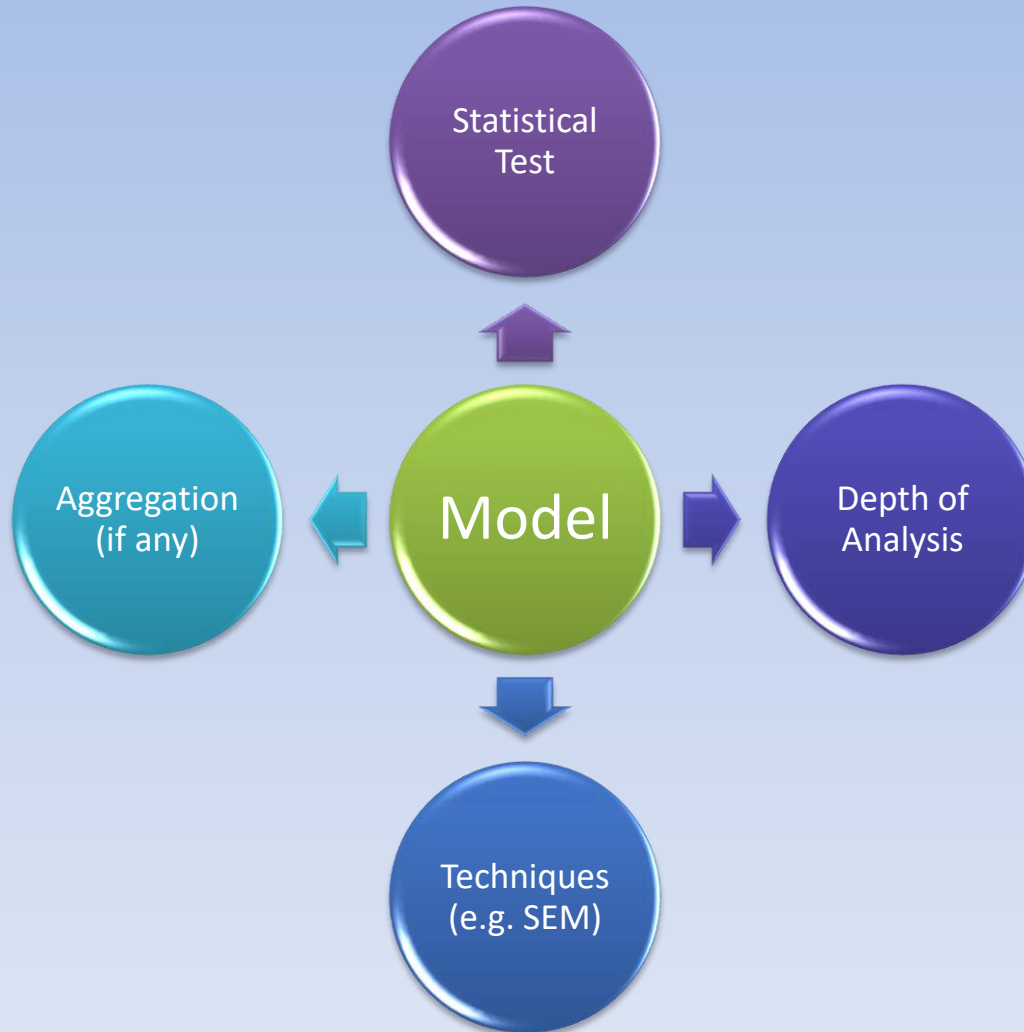 Statistical
Test
Aggregation
(if any)
Model
Depth of
Analysis
Techniques
(e.g. SEM)